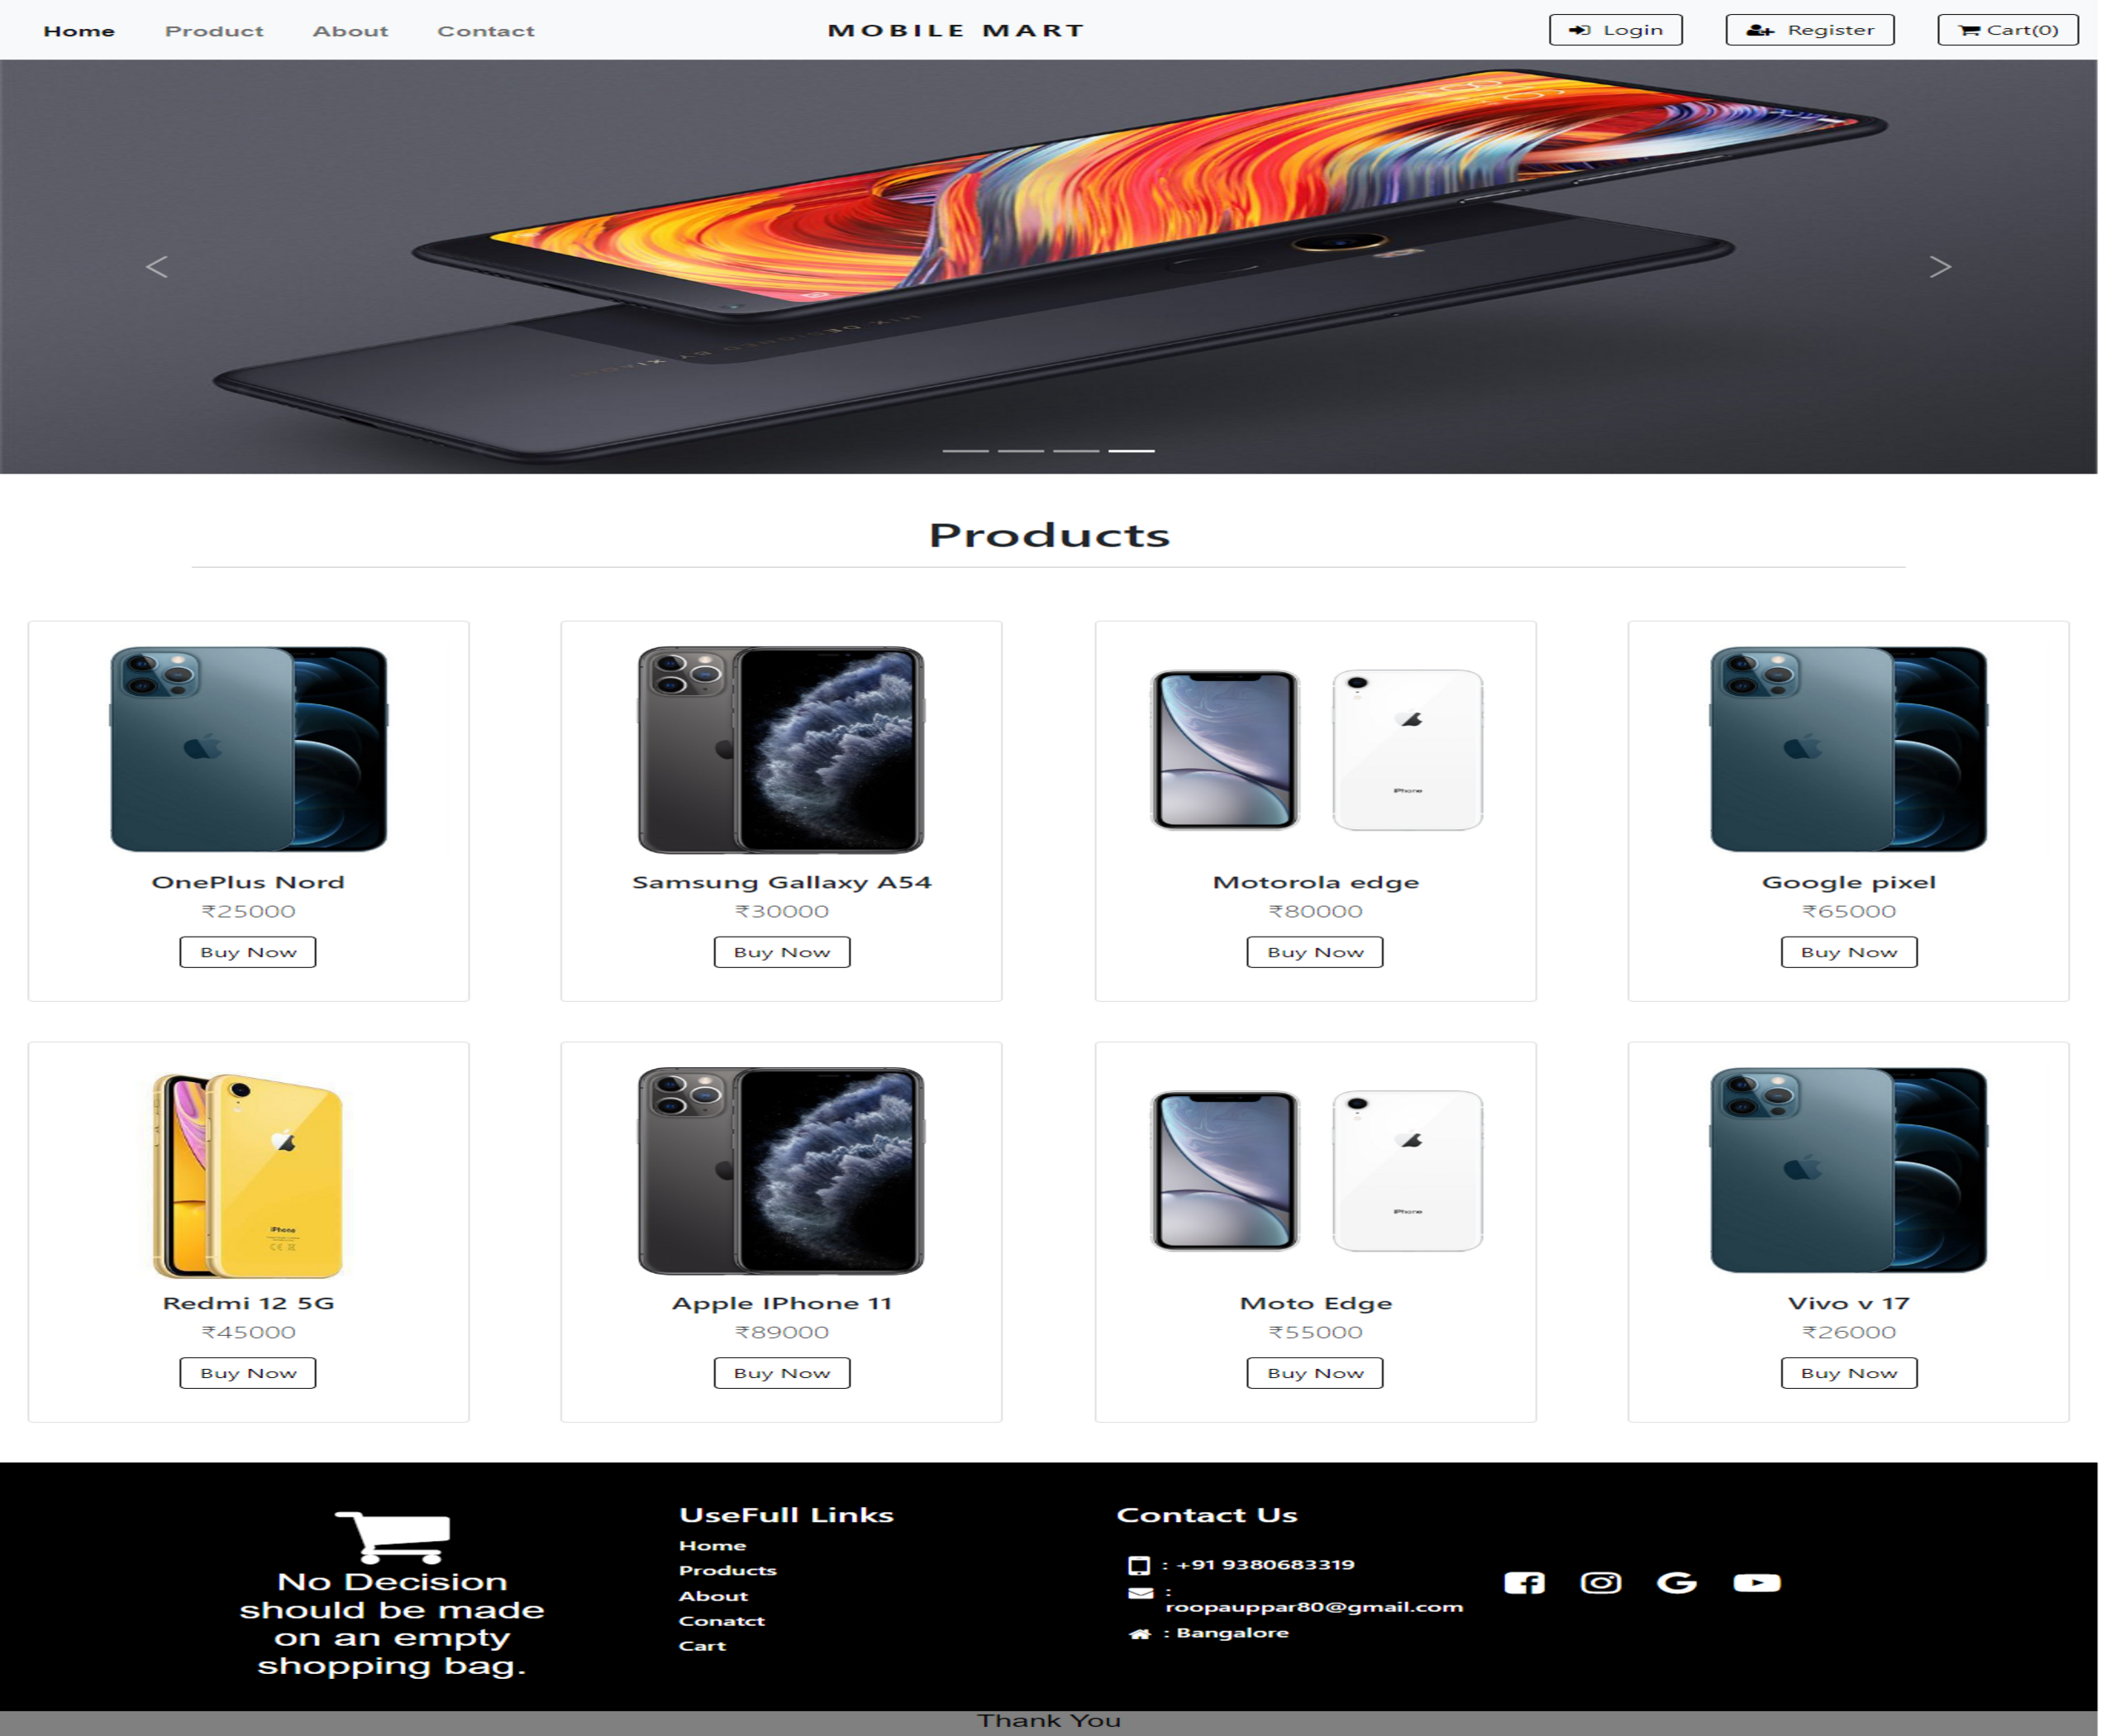 Home Product About Contact MOBILE MART Login Register Cart(0)
Products
OnePlus Nord Samsung Gallaxy A54 Motorola edge Google pixel
₹25000 ₹30000 ₹80000 ₹65000
Buy Now Buy Now Buy Now Buy Now
Redmi 12 5G Apple IPhone 11 Moto Edge Vivo v 17
₹45000 ₹89000 ₹55000 ₹26000
Buy Now Buy Now Buy Now Buy Now
No Decision
should be made
on an empty
shopping bag.
UseFull Links
Home
Products
About
Conatct
Cart
Contact Us
: +91 9380683319
:
roopauppar80@gmail.com
: Bangalore
Thank You